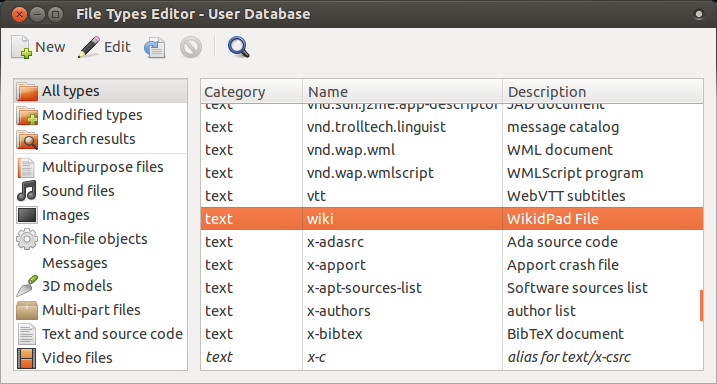 File Types Editor - User Database
New Edit
All types
Modified types
Search results
Multipurpose files
Sound files
Images
Non-file objects
Messages
3D models
Multi-part files
Text and source code
Video files
Category Name Description
text vnd.sun.j2me.app-descriptor JAD document
text vnd.trolltech.linguist message catalog
text vnd.wap.wml WML document
text vnd.wap.wmlscript WMLScript program
text vtt WebVTT subtitles
text wiki WikidPad File
text x-adasrc Ada source code
text x-apport Apport crash file
text x-apt-sources-list Software sources list
text x-authors author list
text x-bibtex BibTeX document
text x-c alias for text/x-csrc